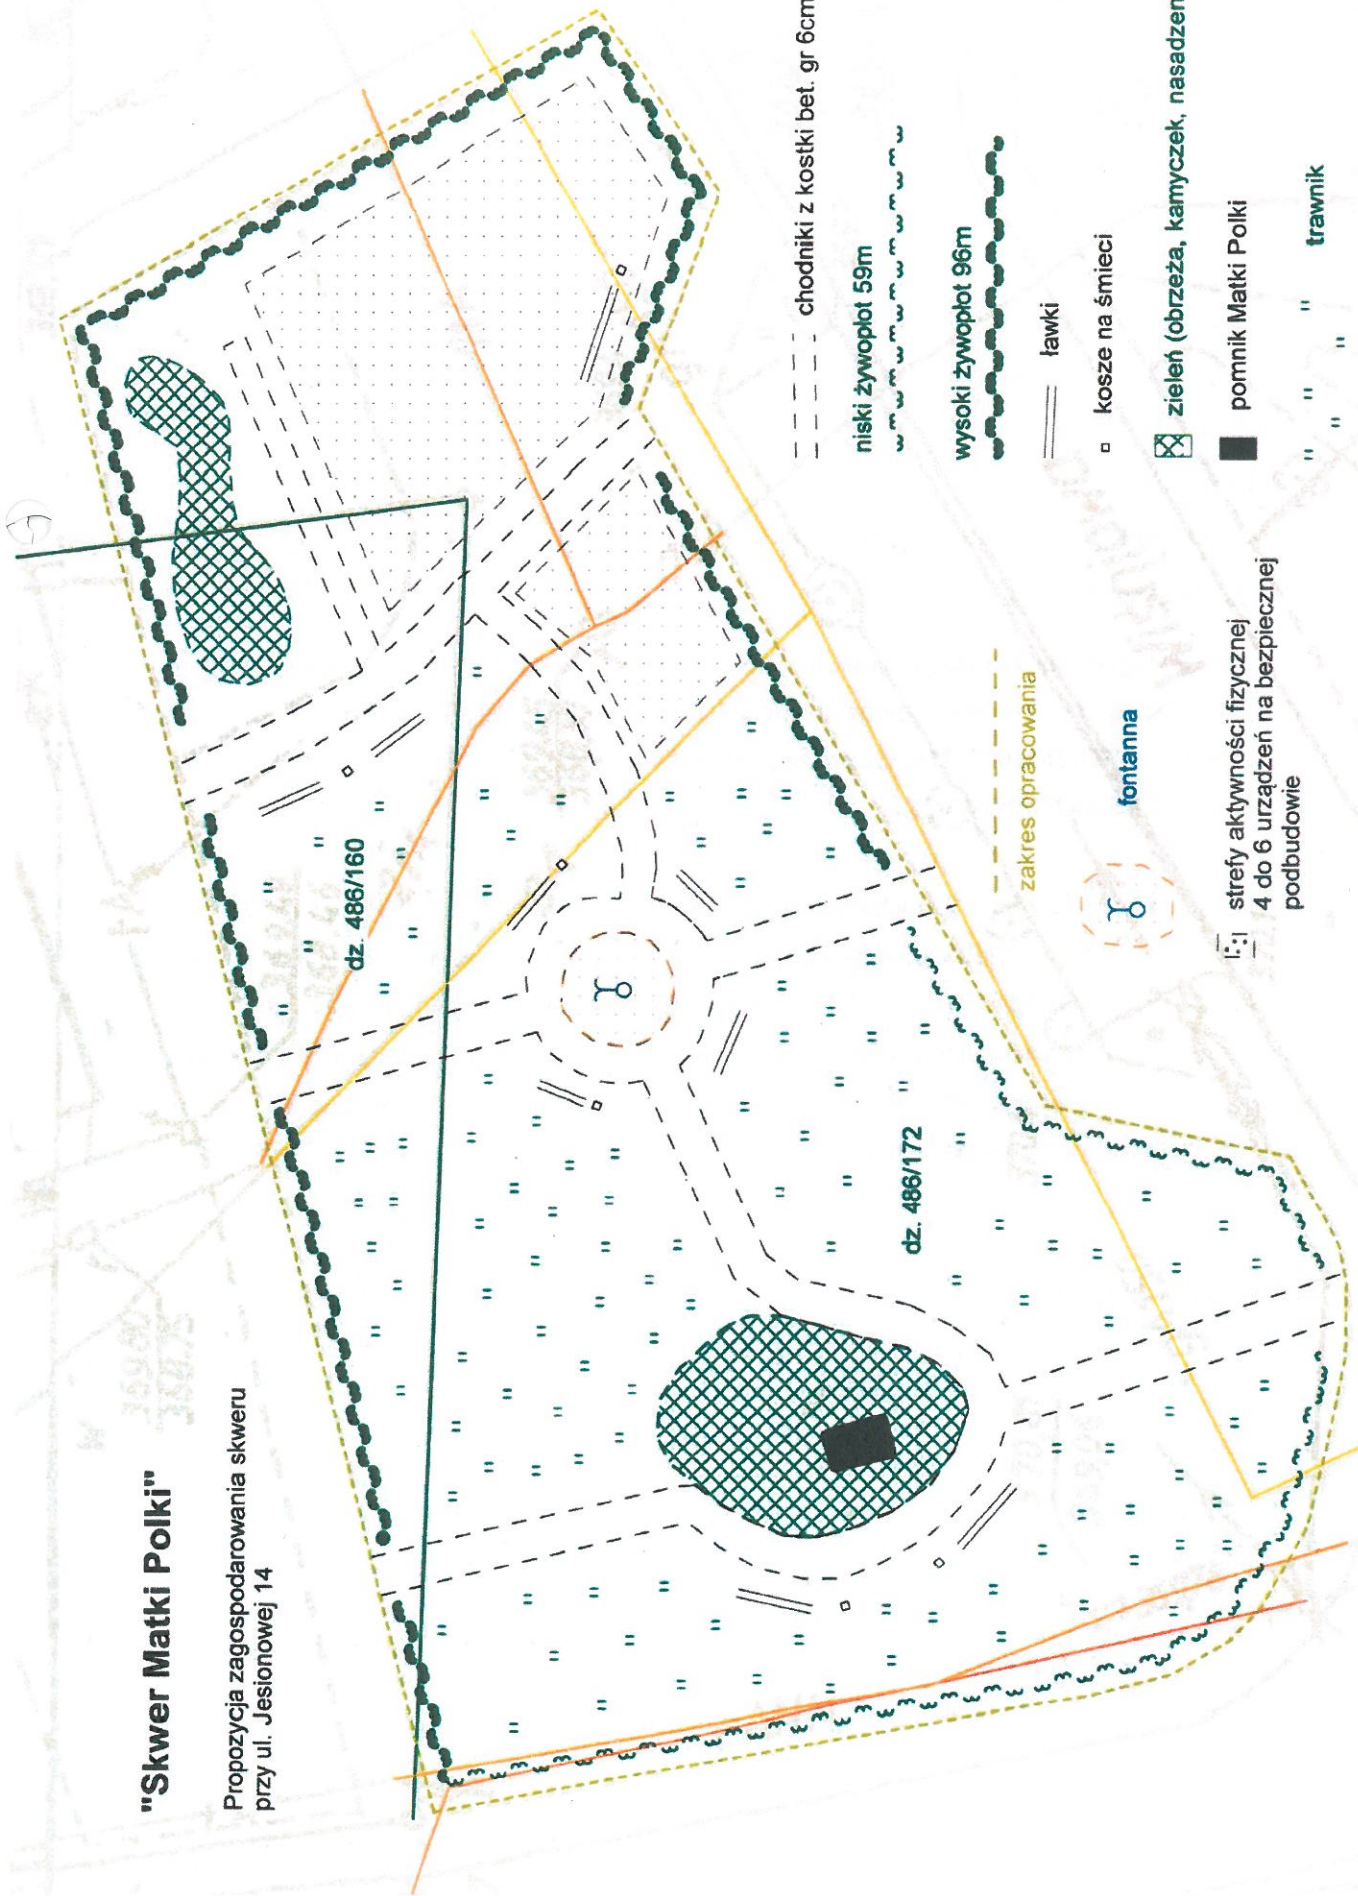 "Skwer Matki Polki"
Propozycja zagospodarowania skweru
przy ul. Jesionowej 14
dz. 486/160
dz. 486/172
zakres opracowania
fontanna
strefy aktywności fizycznej
4 do 6 urządzeń na bezpiecznej
podbudowie
chodniki z kostki bet. gr 6cm
niski żywopłot 59m
wysoki żywopłot 96m
ławki
kosze na śmieci
zieleń (obrzeża, kamyczek, nasadzen
pomnik Matki Polki
trawnik